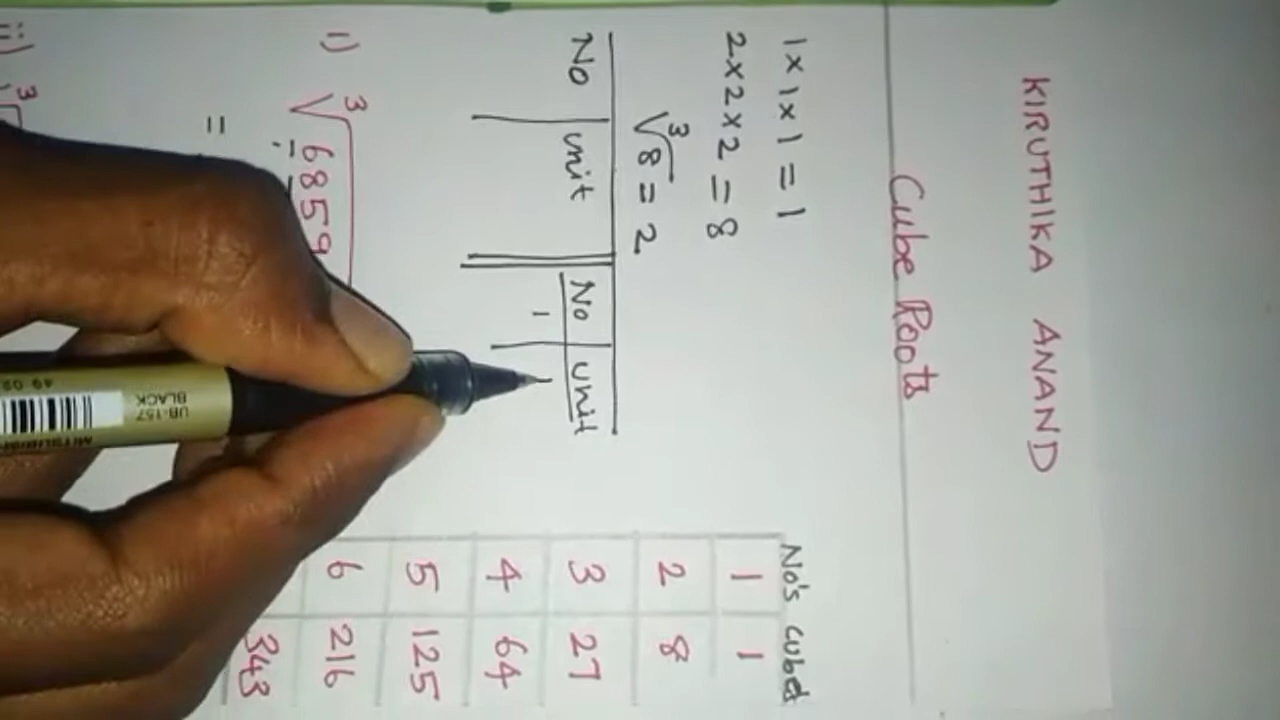 KIRUTHIKA ANAND
Cube Roots
1 x 1 x 1 = 1
2 x 2 x 2 = 8
∛8 = 2
No unit No unit
1
1) ∛6859
=
ii) ∛
No's cubed
1 1
2 8
3 27
4 64
5 125
6 216
343
UB-157
BLACK